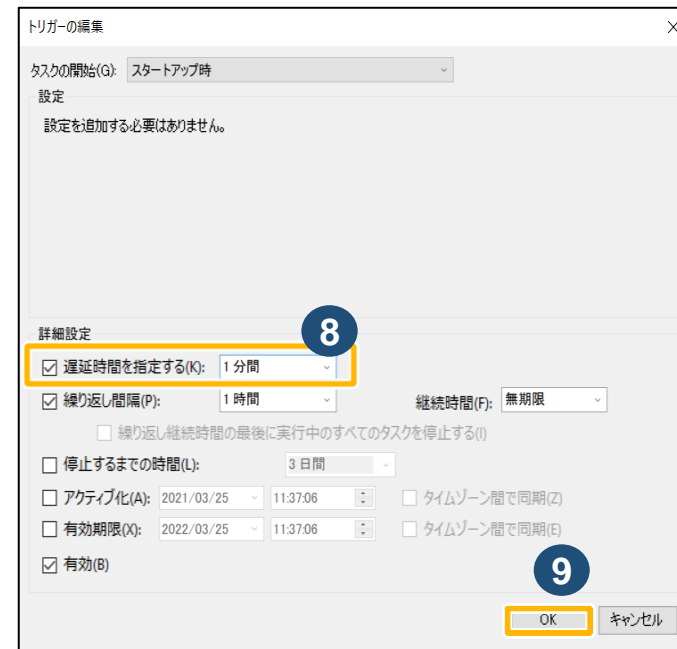 トリガーの編集
タスクの開始(G): スタートアップ時
設定
設定を追加する必要はありません。
詳細設定
8
遅延時間を指定する(K): 1 分間
繰り返し間隔(P): 1 時間 継続時間(F): 無期限
繰り返し継続時間の最後に実行中のすべてのタスクを停止する(I)
停止するまでの時間(L): 3 日間
アクティブ化(A): 2021/03/25 11:37:06 タイムゾーン間で同期(Z)
有効期限(X): 2022/03/25 11:37:06 タイムゾーン間で同期(E)
有効(B)
9
OK キャンセル